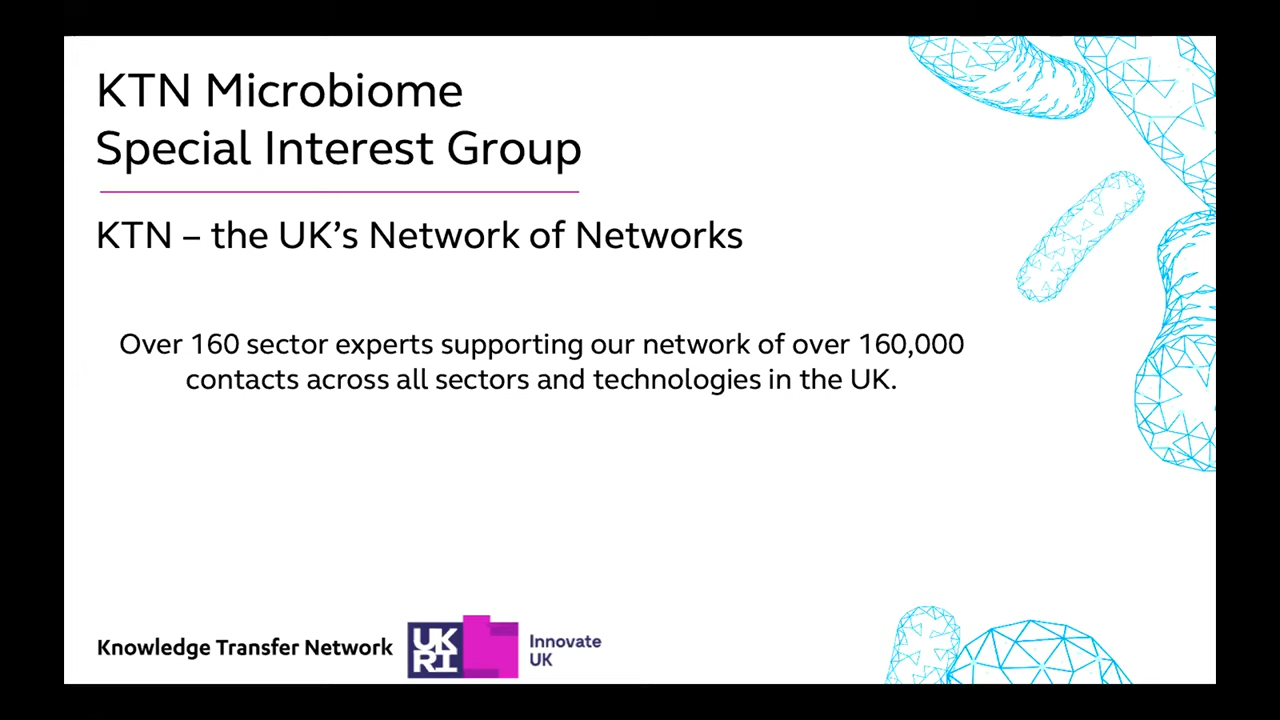 KTN Microbiome
Special Interest Group
KTN – the UK’s Network of Networks
Over 160 sector experts supporting our network of over 160,000
contacts across all sectors and technologies in the UK.
Knowledge Transfer Network
UK
RI
Innovate
UK